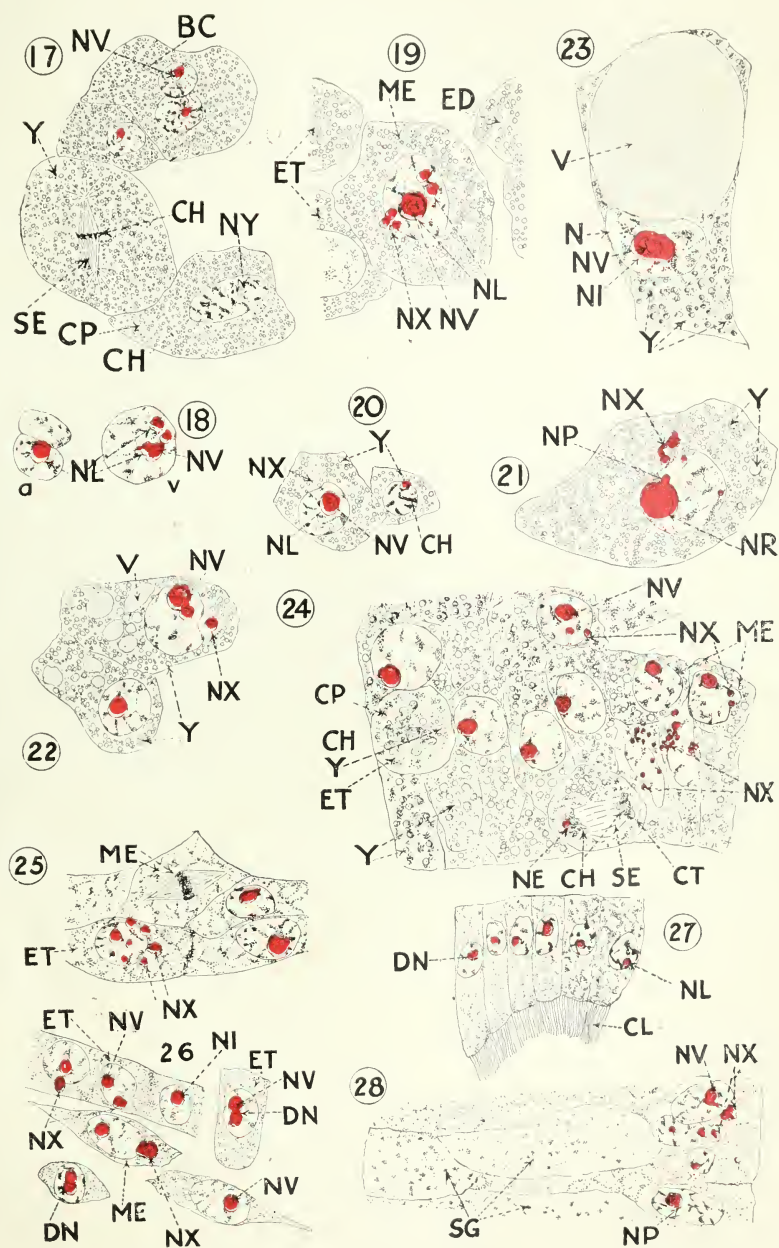 17
NV
BC
Y
CH
NY
SE
CP
CH
19
ME
ED
ET
NL
NX
NV
23
V
N
NV
NI
Y
18
a
NL
v
NV
20
Y
NX
NL
NV
CH
21
NX
Y
NP
NR
22
V
NV
NX
Y
24
NV
NX
ME
CP
CH
Y
ET
NX
Y
NE
CH
SE
CT
25
ME
ET
NX
27
DN
NL
CL
26
ET
NV
NI
ET
NV
DN
NX
ME
NX
DN
NV
28
NV
NX
SG
NP